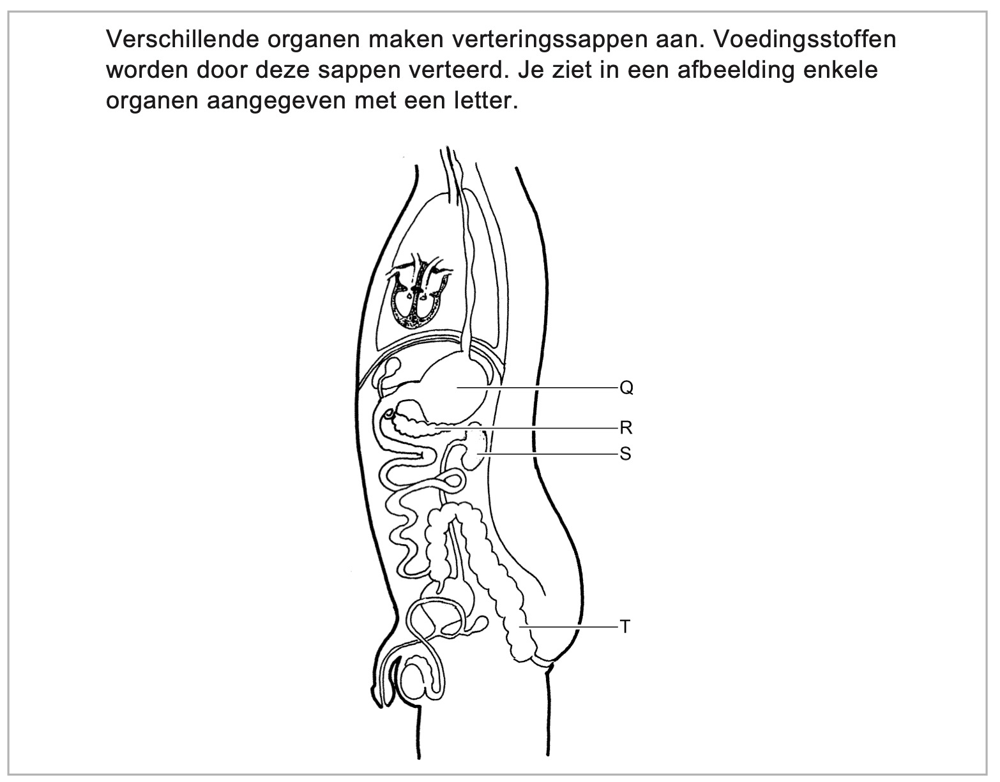 Verschillende organen maken verteringssappen aan. Voedingsstoffen
worden door deze sappen verteerd. Je ziet in een afbeelding enkele
organen aangegeven met een letter.
Q
R
S
T